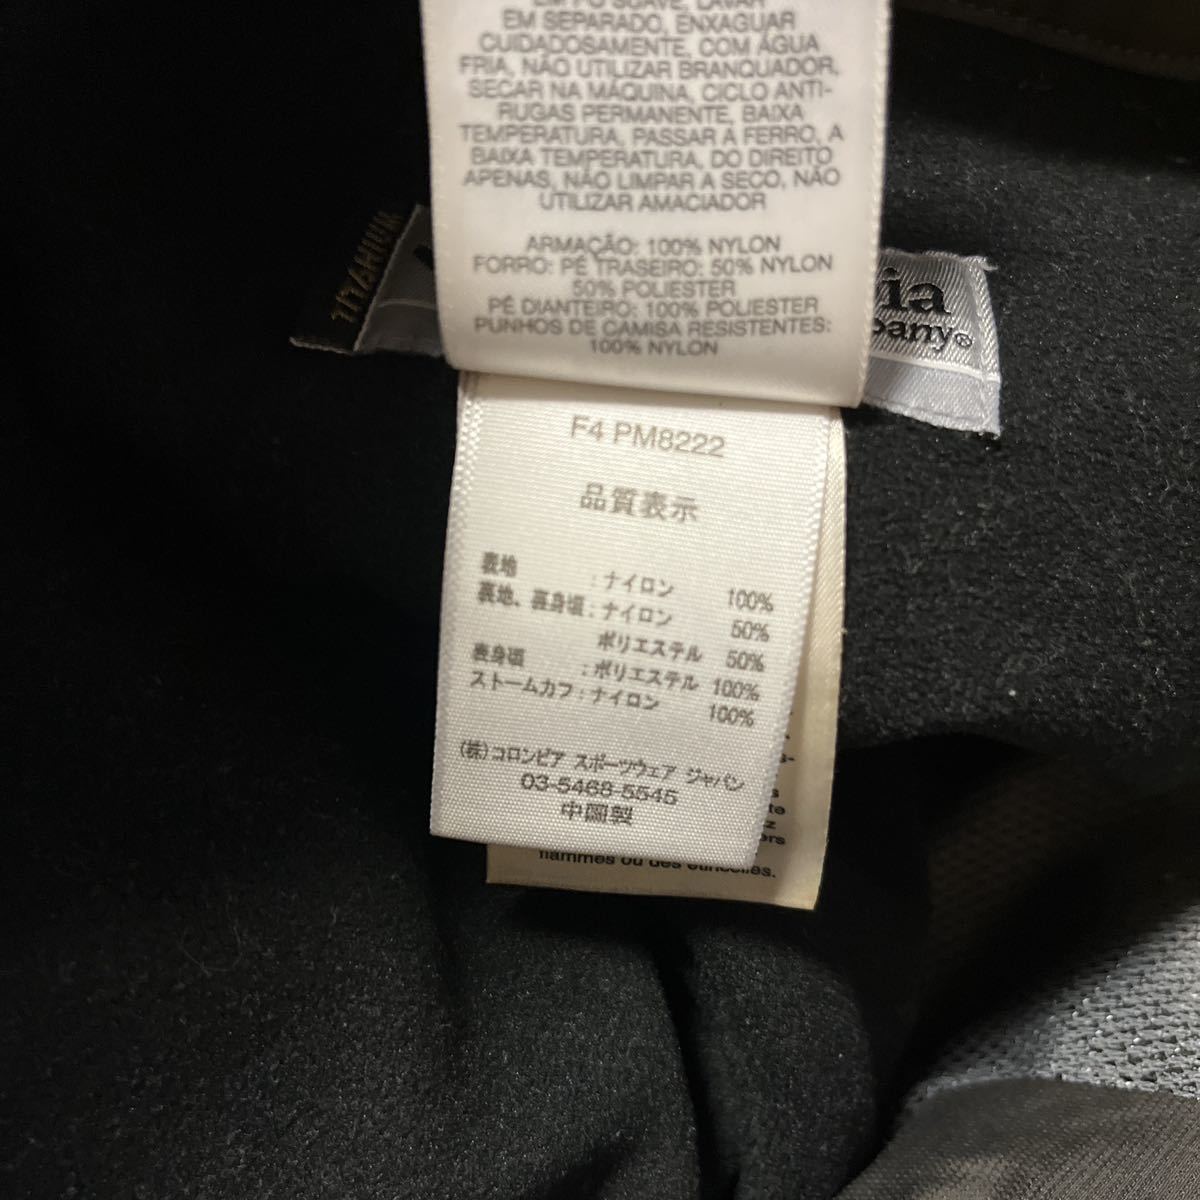 EM PÓ SUAVE, LAVAR
EM SEPARADO, ENXAGUAR
CUIDADOSAMENTE, COM ÁGUA
FRIA, NÃO UTILIZAR BRANQUADOR,
SECAR NA MÁQUINA, CICLO ANTI-
RUGAS PERMANENTE, BAIXA
TEMPERATURA, PASSAR A FERRO, A
BAIXA TEMPERATURA, DO DIREITO
APENAS, NÃO LIMPAR A SECO, NÃO
UTILIZAR AMACIADOR
ARMAÇÃO: 100% NYLON
FORRO: PÉ TRASEIRO: 50% NYLON
50% POLIESTER
PÉ DIANTEIRO: 100% POLIESTER
PUNHOS DE CAMISA RESISTENTES:
100% NYLON
TITANIUM
ia
pany®
F4 PM8222
品質表示
表地 : ナイロン 100%
裏地、裏身頃 : ナイロン 50%
ポリエステル 50%
表身頃 : ポリエステル 100%
ストームカフ : ナイロン 100%
(株)コロンビア スポーツウェア ジャパン
03-5468-5545
中国製
flammes ou des étincelles.